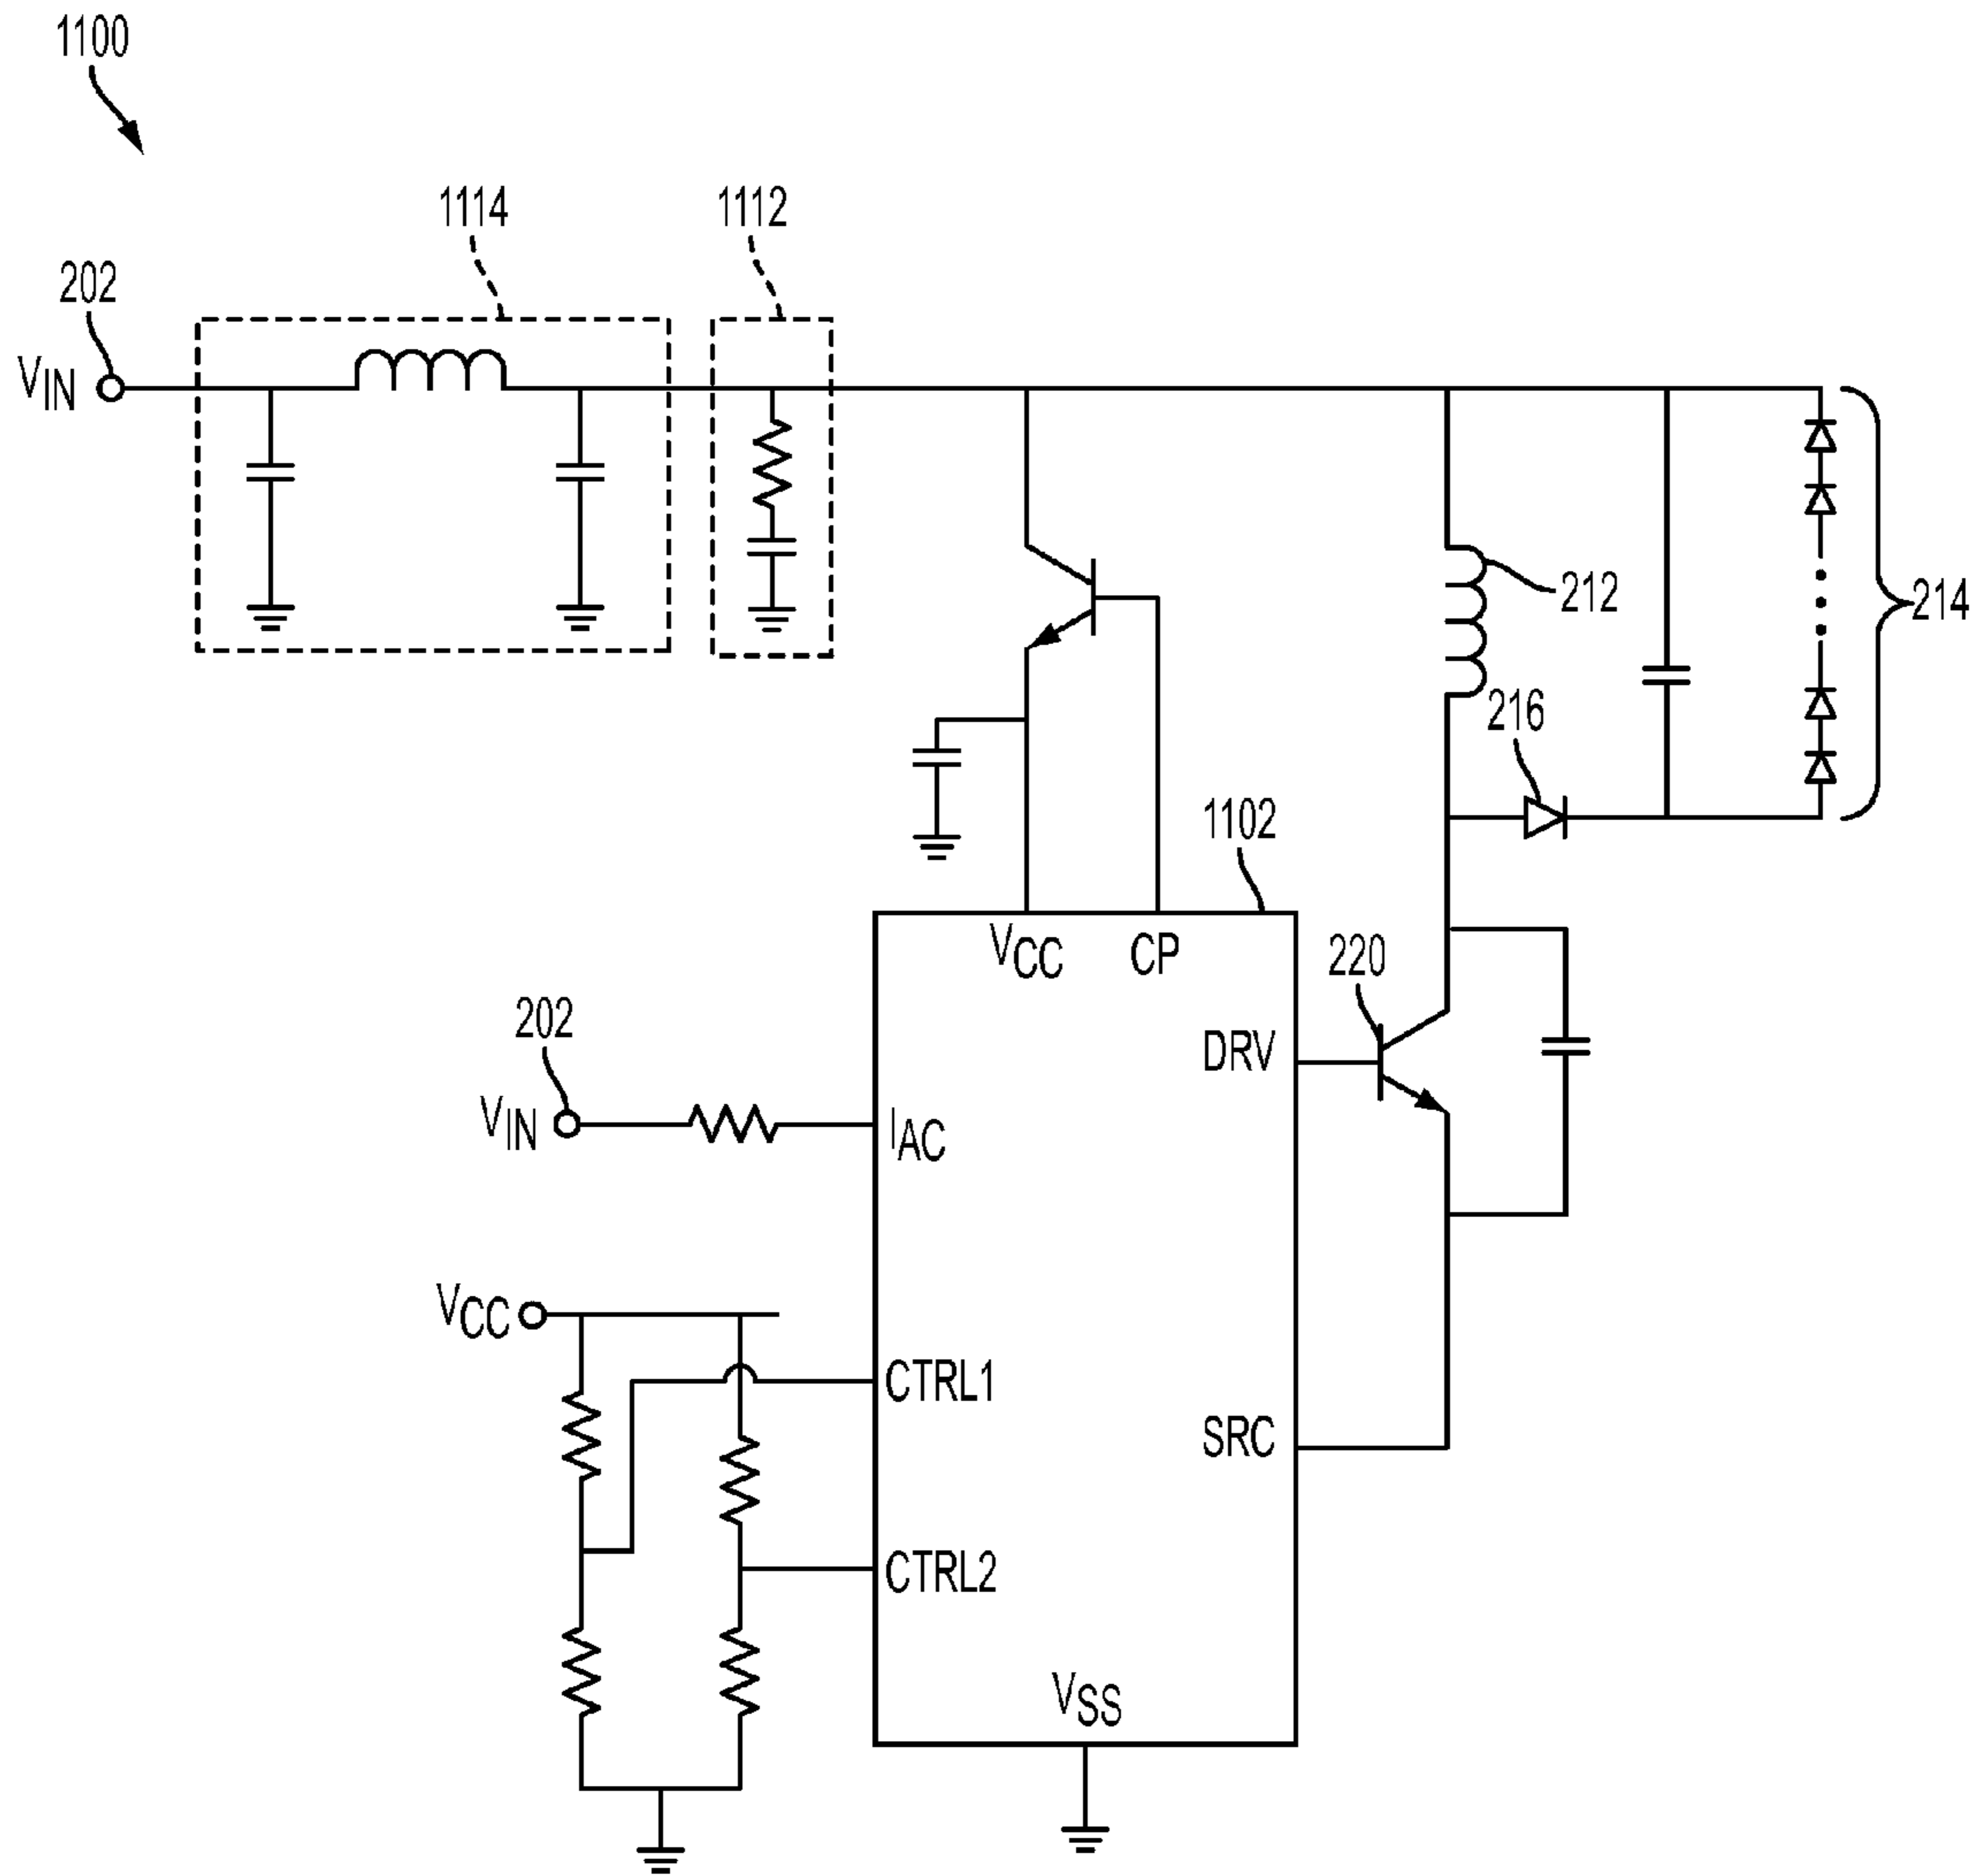 1100
1114
1112
202
VIN
212
214
216
1102
VCC
CP
220
202
DRV
VIN
IAC
VCC
CTRL1
SRC
CTRL2
VSS